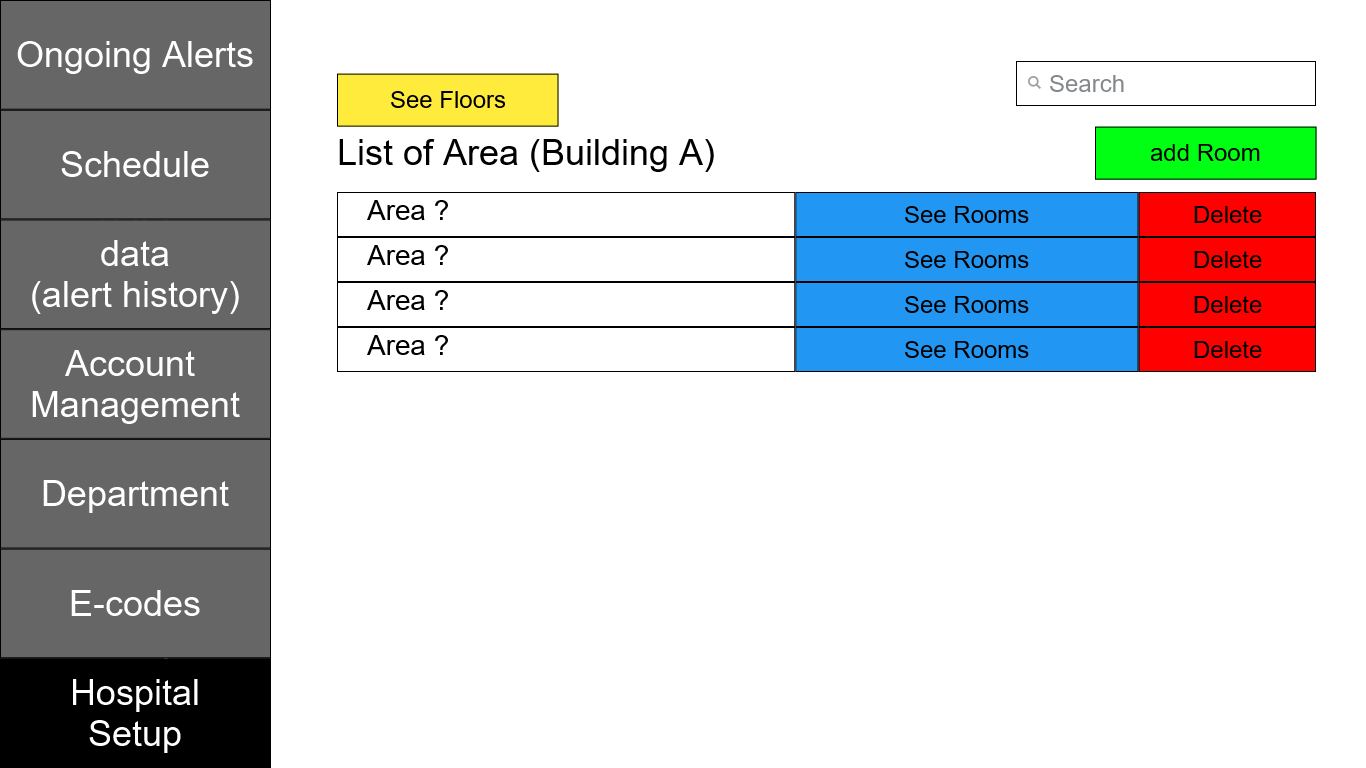 Ongoing Alerts
Schedule
data
(alert history)
Account
Management
Department
E-codes
Hospital
Setup
See Floors
Search
List of Area (Building A)
add Room
Area ? See Rooms Delete
Area ? See Rooms Delete
Area ? See Rooms Delete
Area ? See Rooms Delete